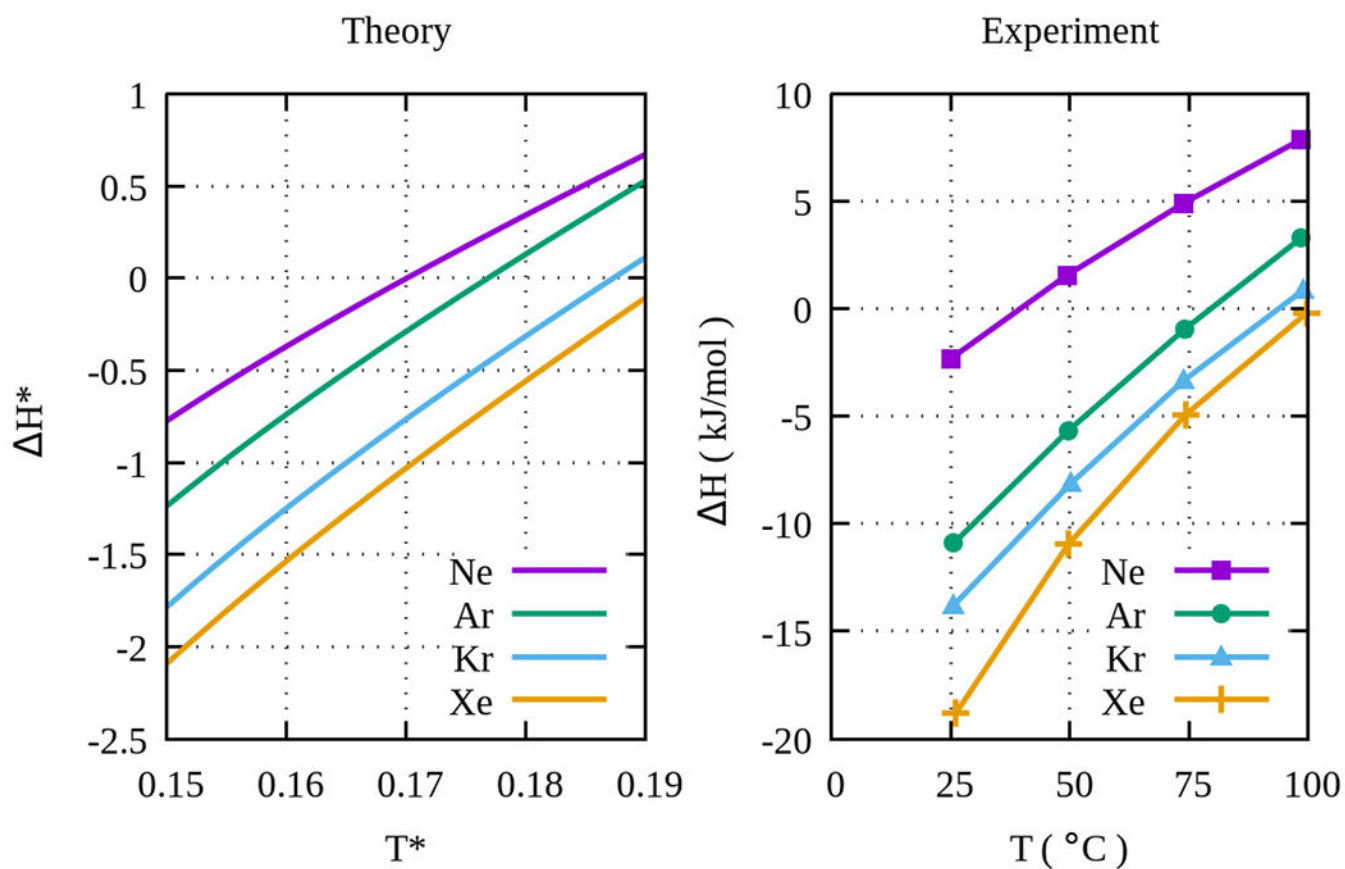 Theory
1
0.5
0
-0.5
-1
-1.5
-2
-2.5
0.15 0.16 0.17 0.18 0.19
ΔH*
T*
Ne
Ar
Kr
Xe
Experiment
10
5
0
-5
-10
-15
-20
0 25 50 75 100
ΔH ( kJ/mol )
T ( °C )
Ne
Ar
Kr
Xe